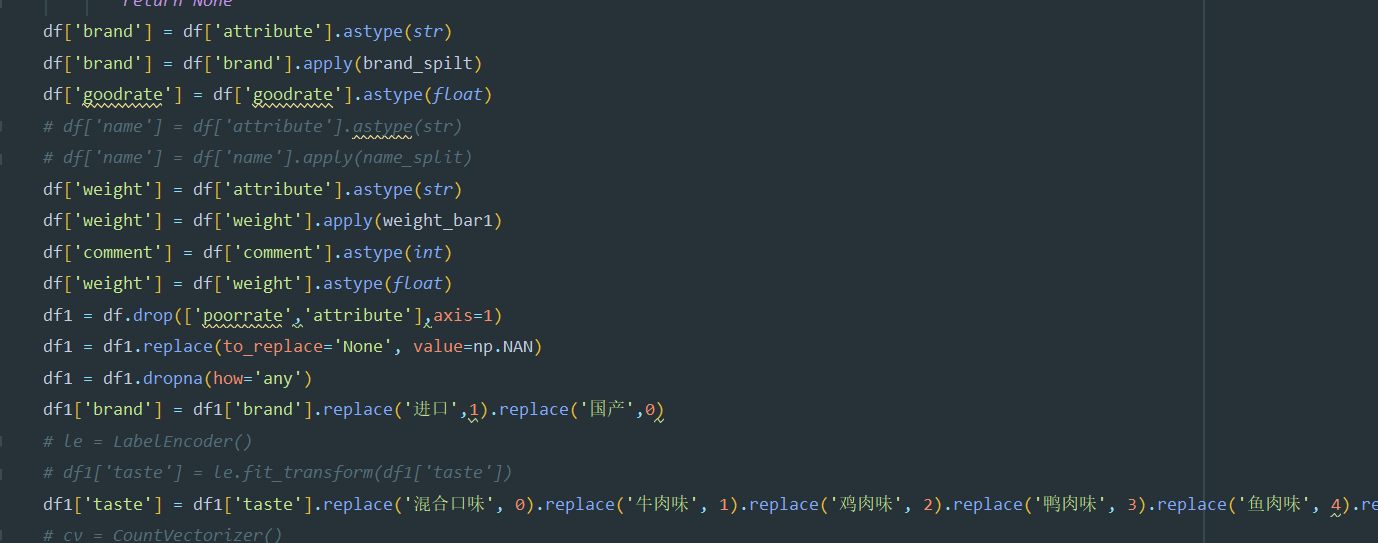 return None
df['brand'] = df['attribute'].astype(str)
df['brand'] = df['brand'].apply(brand_spilt)
df['goodrate'] = df['goodrate'].astype(float)
# df['name'] = df['attribute'].astype(str)
# df['name'] = df['name'].apply(name_split)
df['weight'] = df['attribute'].astype(str)
df['weight'] = df['weight'].apply(weight_bar1)
df['comment'] = df['comment'].astype(int)
df['weight'] = df['weight'].astype(float)
df1 = df.drop(['poorrate','attribute'],axis=1)
df1 = df1.replace(to_replace='None', value=np.NAN)
df1 = df1.dropna(how='any')
df1['brand'] = df1['brand'].replace('进口',1).replace('国产',0)
# le = LabelEncoder()
# df1['taste'] = le.fit_transform(df1['taste'])
df1['taste'] = df1['taste'].replace('混合口味', 0).replace('牛肉味', 1).replace('鸡肉味', 2).replace('鸭肉味', 3).replace('鱼肉味', 4).re
# cv = CountVectorizer()